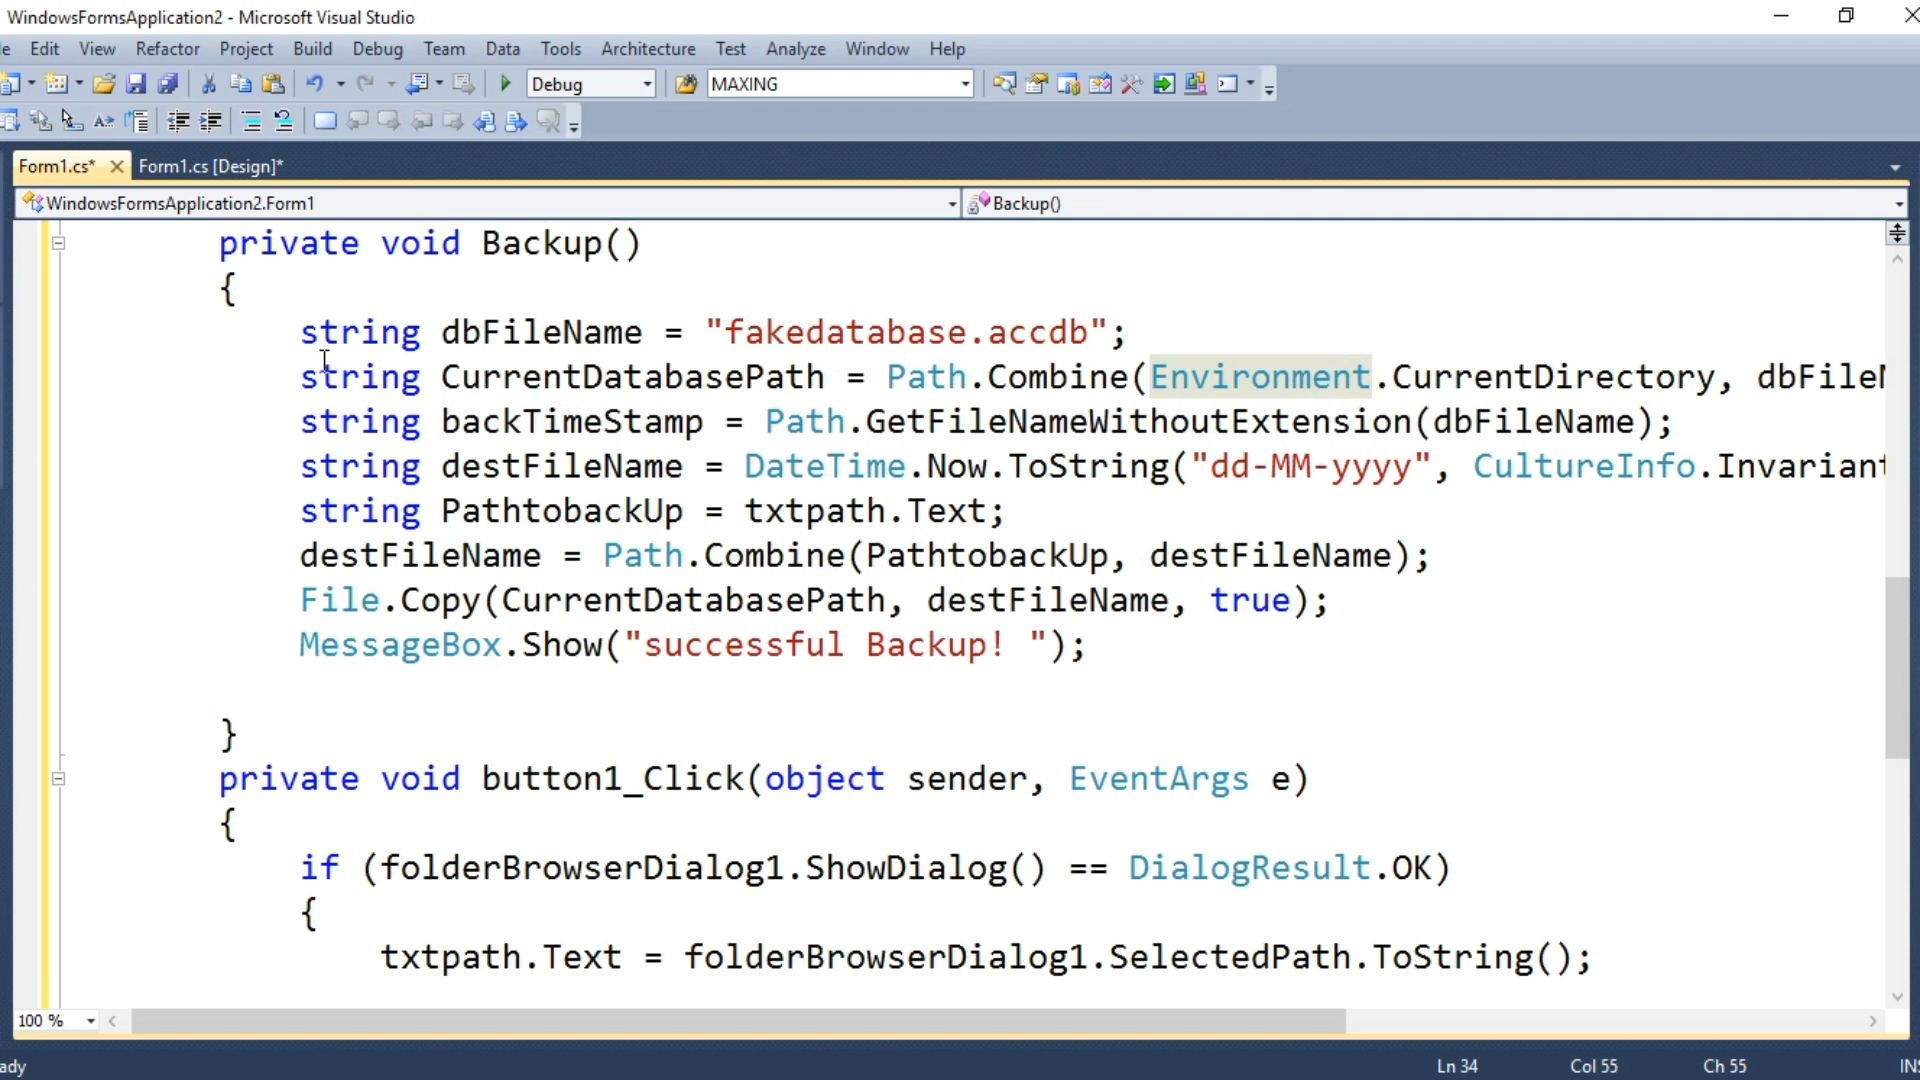 WindowsFormsApplication2 - Microsoft Visual Studio
Edit View Refactor Project Build Debug Team Data Tools Architecture Test Analyze Window Help
Debug MAXING
Form1.cs* Form1.cs [Design]*
WindowsFormsApplication2.Form1 Backup()
private void Backup()
{
string dbFileName = "fakedatabase.accdb";
string CurrentDatabasePath = Path.Combine(Environment.CurrentDirectory, dbFile
string backTimeStamp = Path.GetFileNameWithoutExtension(dbFileName);
string destFileName = DateTime.Now.ToString("dd-MM-yyyy", CultureInfo.Invariant
string PathtobackUp = txtpath.Text;
destFileName = Path.Combine(PathtobackUp, destFileName);
File.Copy(CurrentDatabasePath, destFileName, true);
MessageBox.Show("successful Backup! ");
}
private void button1_Click(object sender, EventArgs e)
{
if (folderBrowserDialog1.ShowDialog() == DialogResult.OK)
{
txtpath.Text = folderBrowserDialog1.SelectedPath.ToString();
100 %
ady Ln 34 Col 55 Ch 55 IN